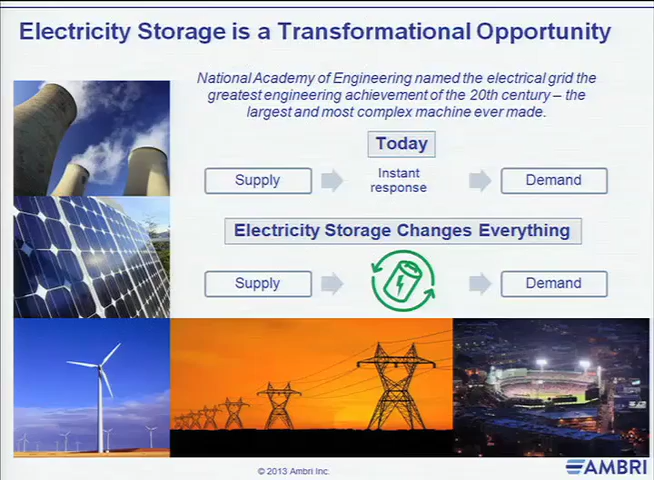 Electricity Storage is a Transformational Opportunity
National Academy of Engineering named the electrical grid the
greatest engineering achievement of the 20th century – the
largest and most complex machine ever made.
Today
Supply
Instant
response
Demand
Electricity Storage Changes Everything
Supply
Demand
© 2013 Ambri Inc.
AMBRI